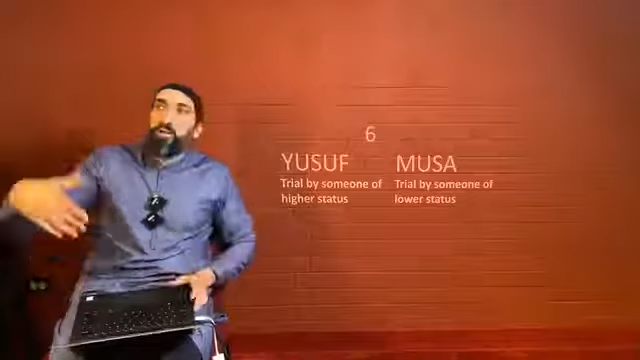 6
YUSUF
Trial by someone of
higher status
MUSA
Trial by someone of
lower status